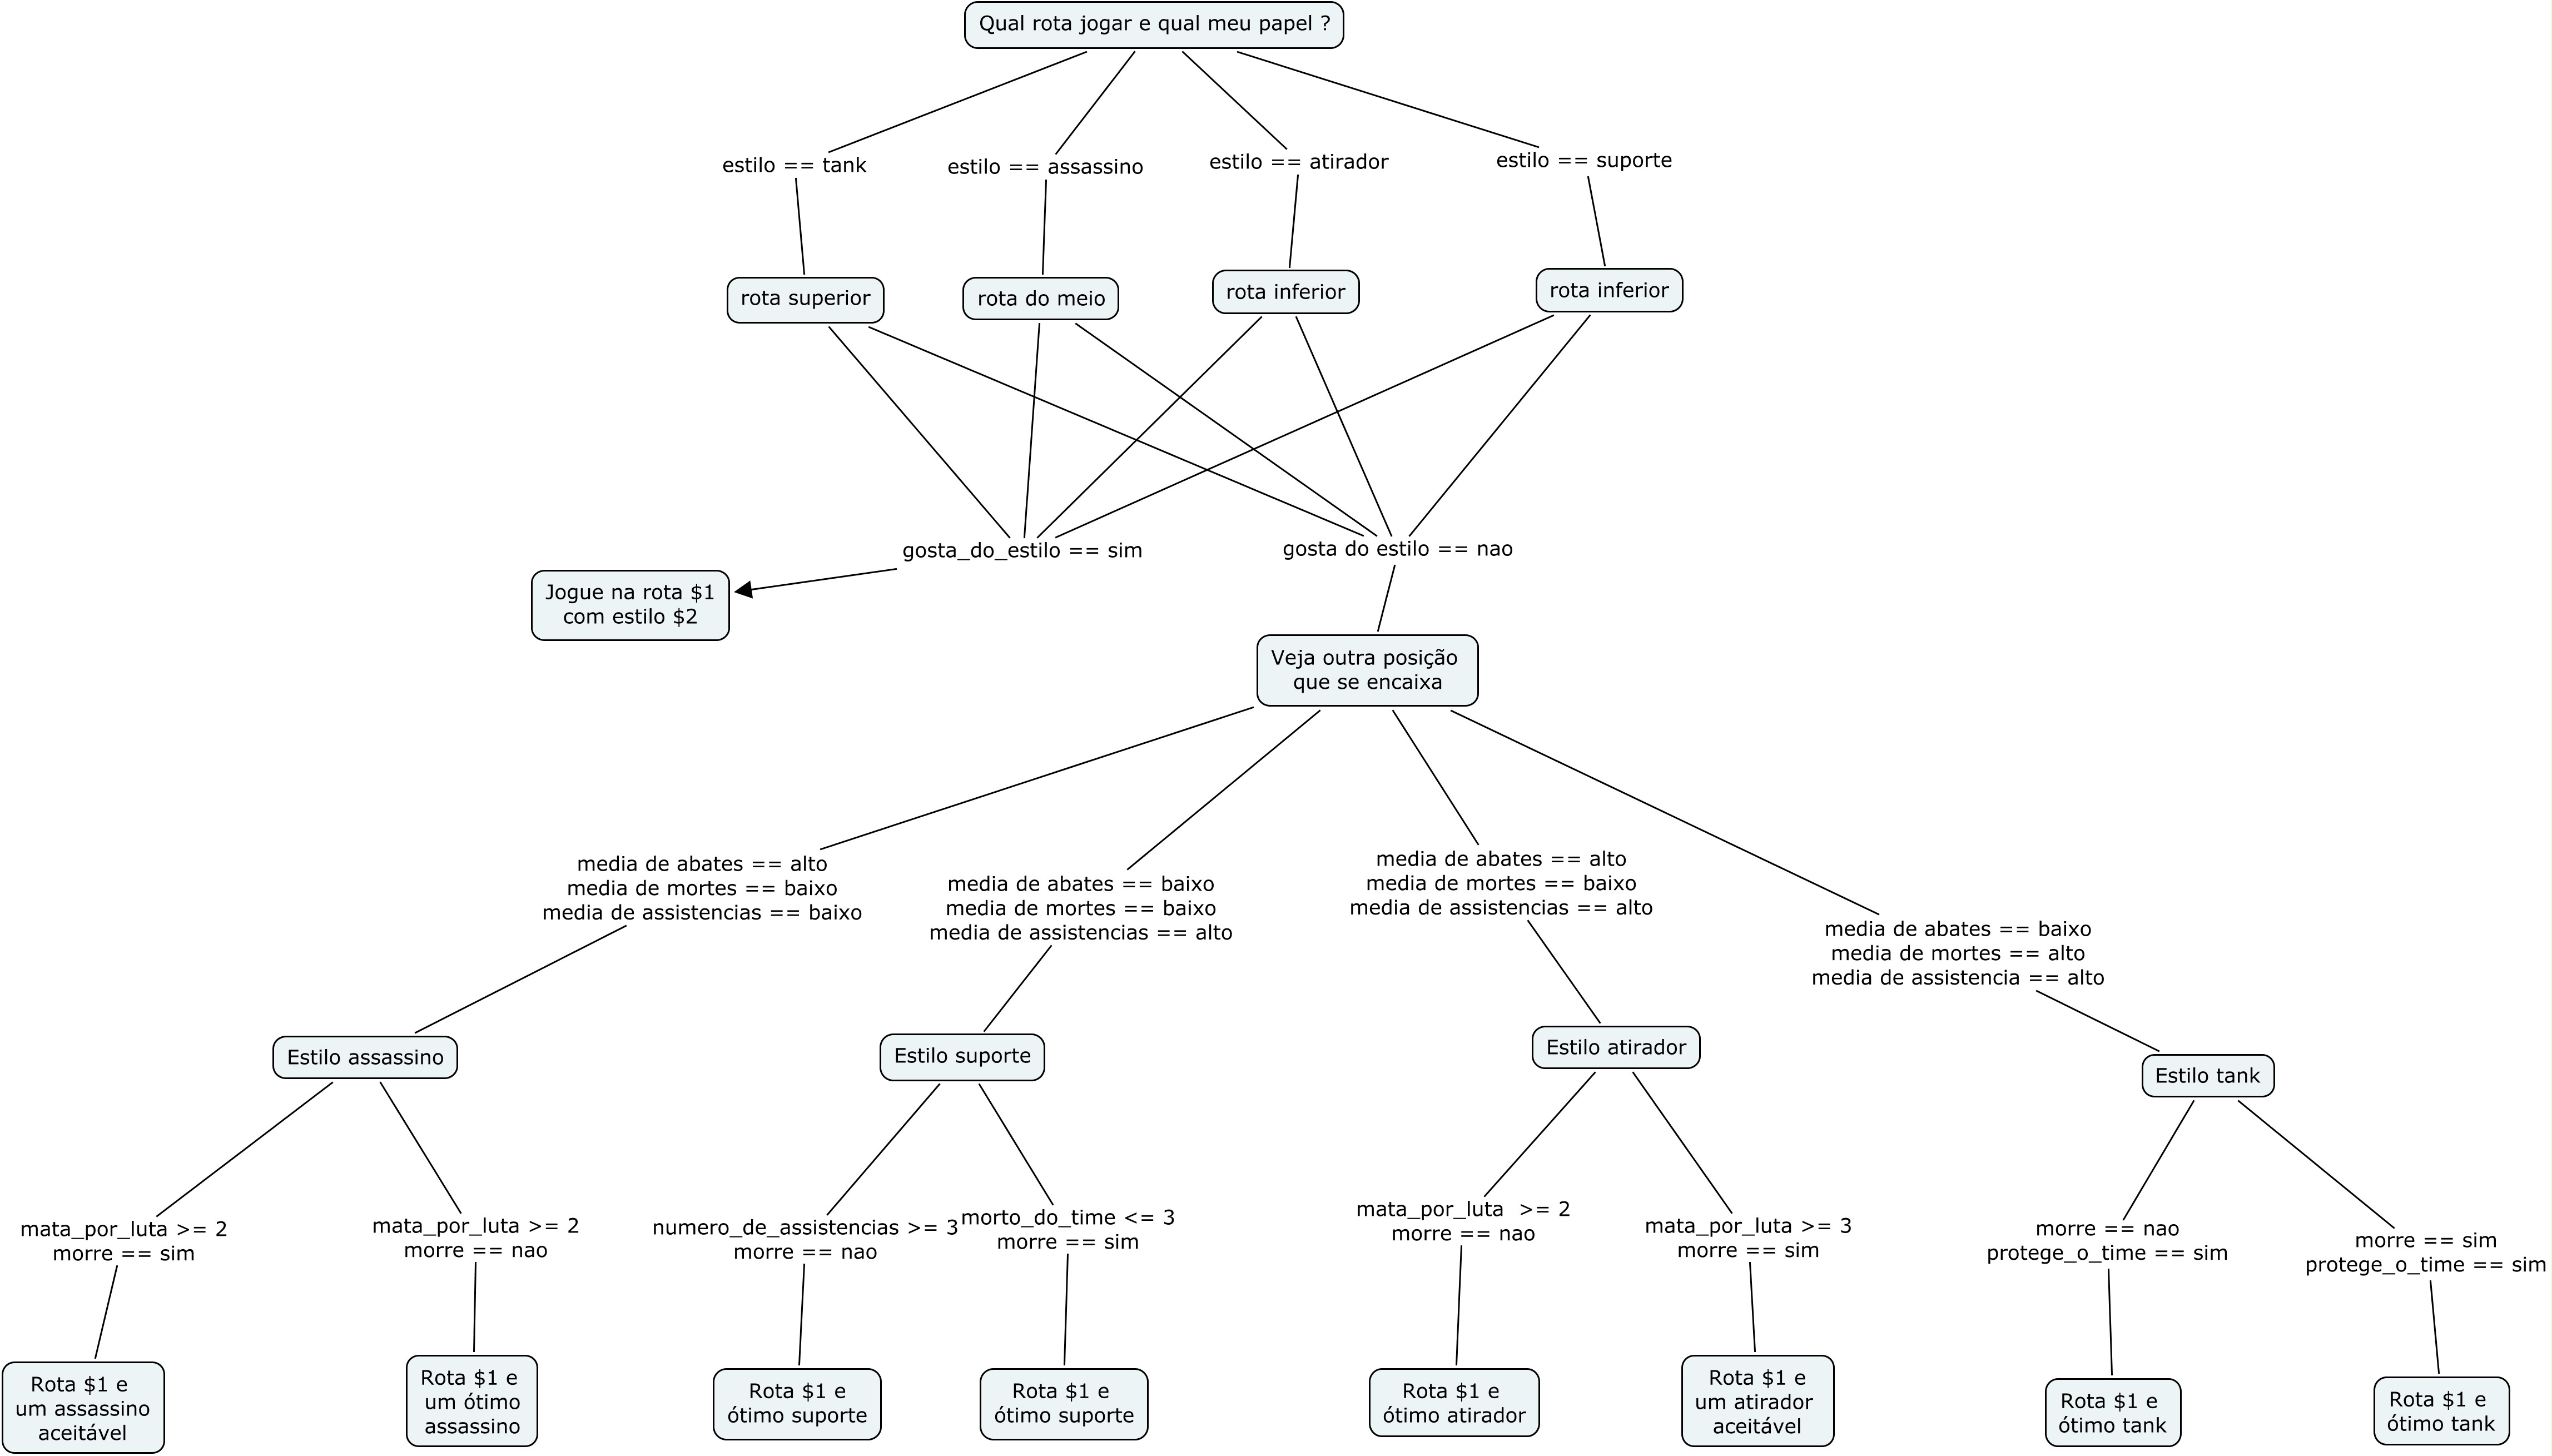 Qual rota jogar e qual meu papel ?
estilo == tank
estilo == assassino
estilo == atirador
estilo == suporte
rota superior
rota do meio
rota inferior
rota inferior
gosta_do_estilo == sim
gosta do estilo == nao
Jogue na rota $1
com estilo $2
Veja outra posição
que se encaixa
media de abates == alto
media de mortes == baixo
media de assistencias == baixo
media de abates == baixo
media de mortes == baixo
media de assistencias == alto
media de abates == alto
media de mortes == baixo
media de assistencias == alto
media de abates == baixo
media de mortes == alto
media de assistencia == alto
Estilo assassino
Estilo suporte
Estilo atirador
Estilo tank
mata_por_luta >= 2
morre == sim
mata_por_luta >= 2
morre == nao
numero_de_assistencias >= 3
morre == nao
morto_do_time <= 3
morre == sim
mata_por_luta  >= 2
morre == nao
mata_por_luta >= 3
morre == sim
morre == nao
protege_o_time == sim
morre == sim
protege_o_time == sim
Rota $1 e
um assassino
aceitável
Rota $1 e
um ótimo
assassino
Rota $1 e
ótimo suporte
Rota $1 e
ótimo suporte
Rota $1 e
ótimo atirador
Rota $1 e
um atirador
aceitável
Rota $1 e
ótimo tank
Rota $1 e
ótimo tank